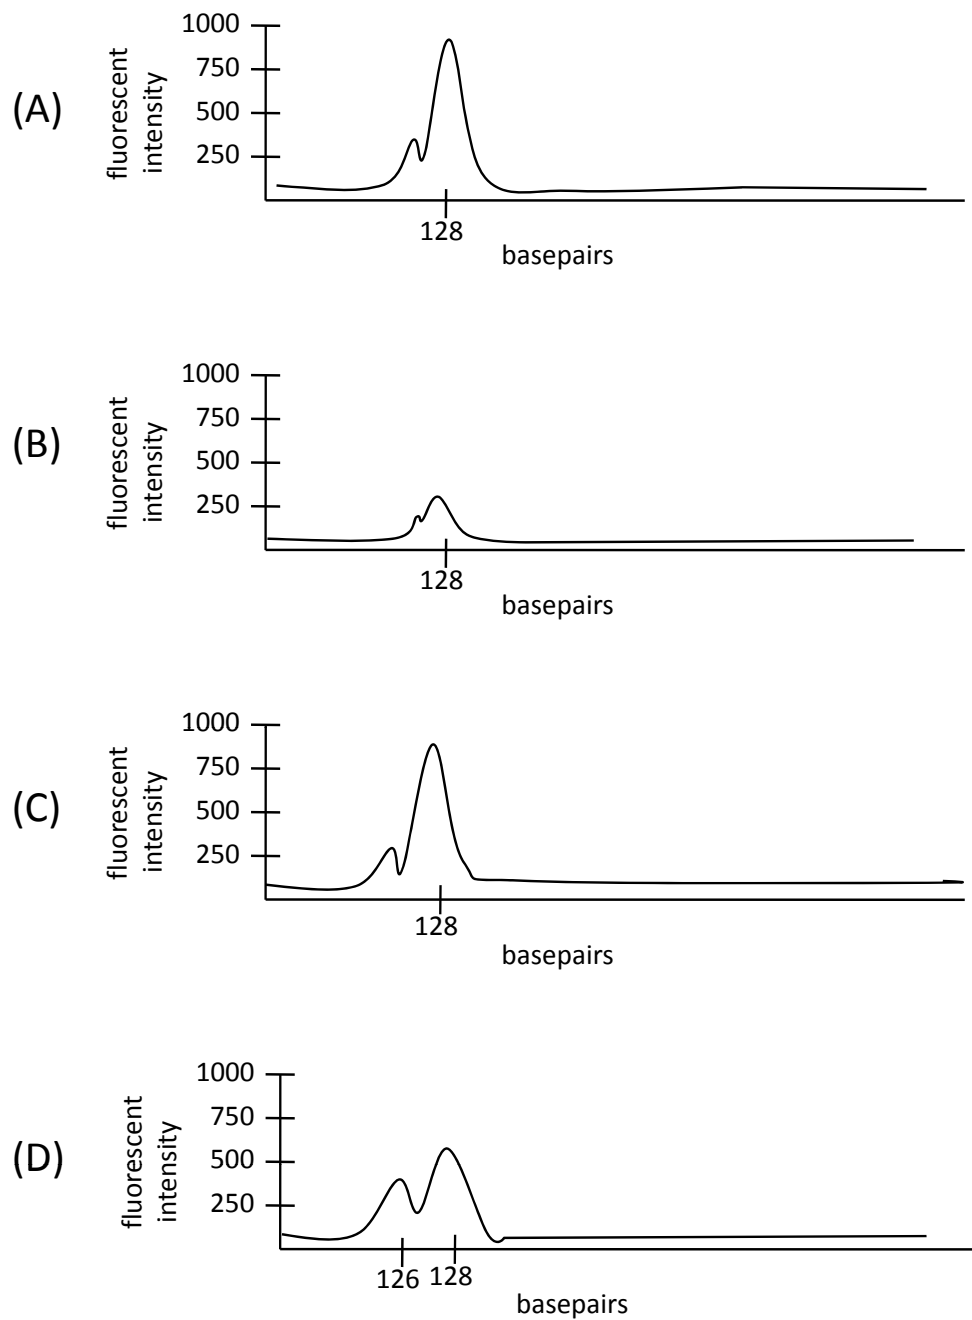 (A)
fluorescent
intensity
1000
750
500
250
128
basepairs
(B)
fluorescent
intensity
1000
750
500
250
128
basepairs
(C)
fluorescent
intensity
1000
750
500
250
128
basepairs
(D)
fluorescent
intensity
1000
750
500
250
126 128
basepairs